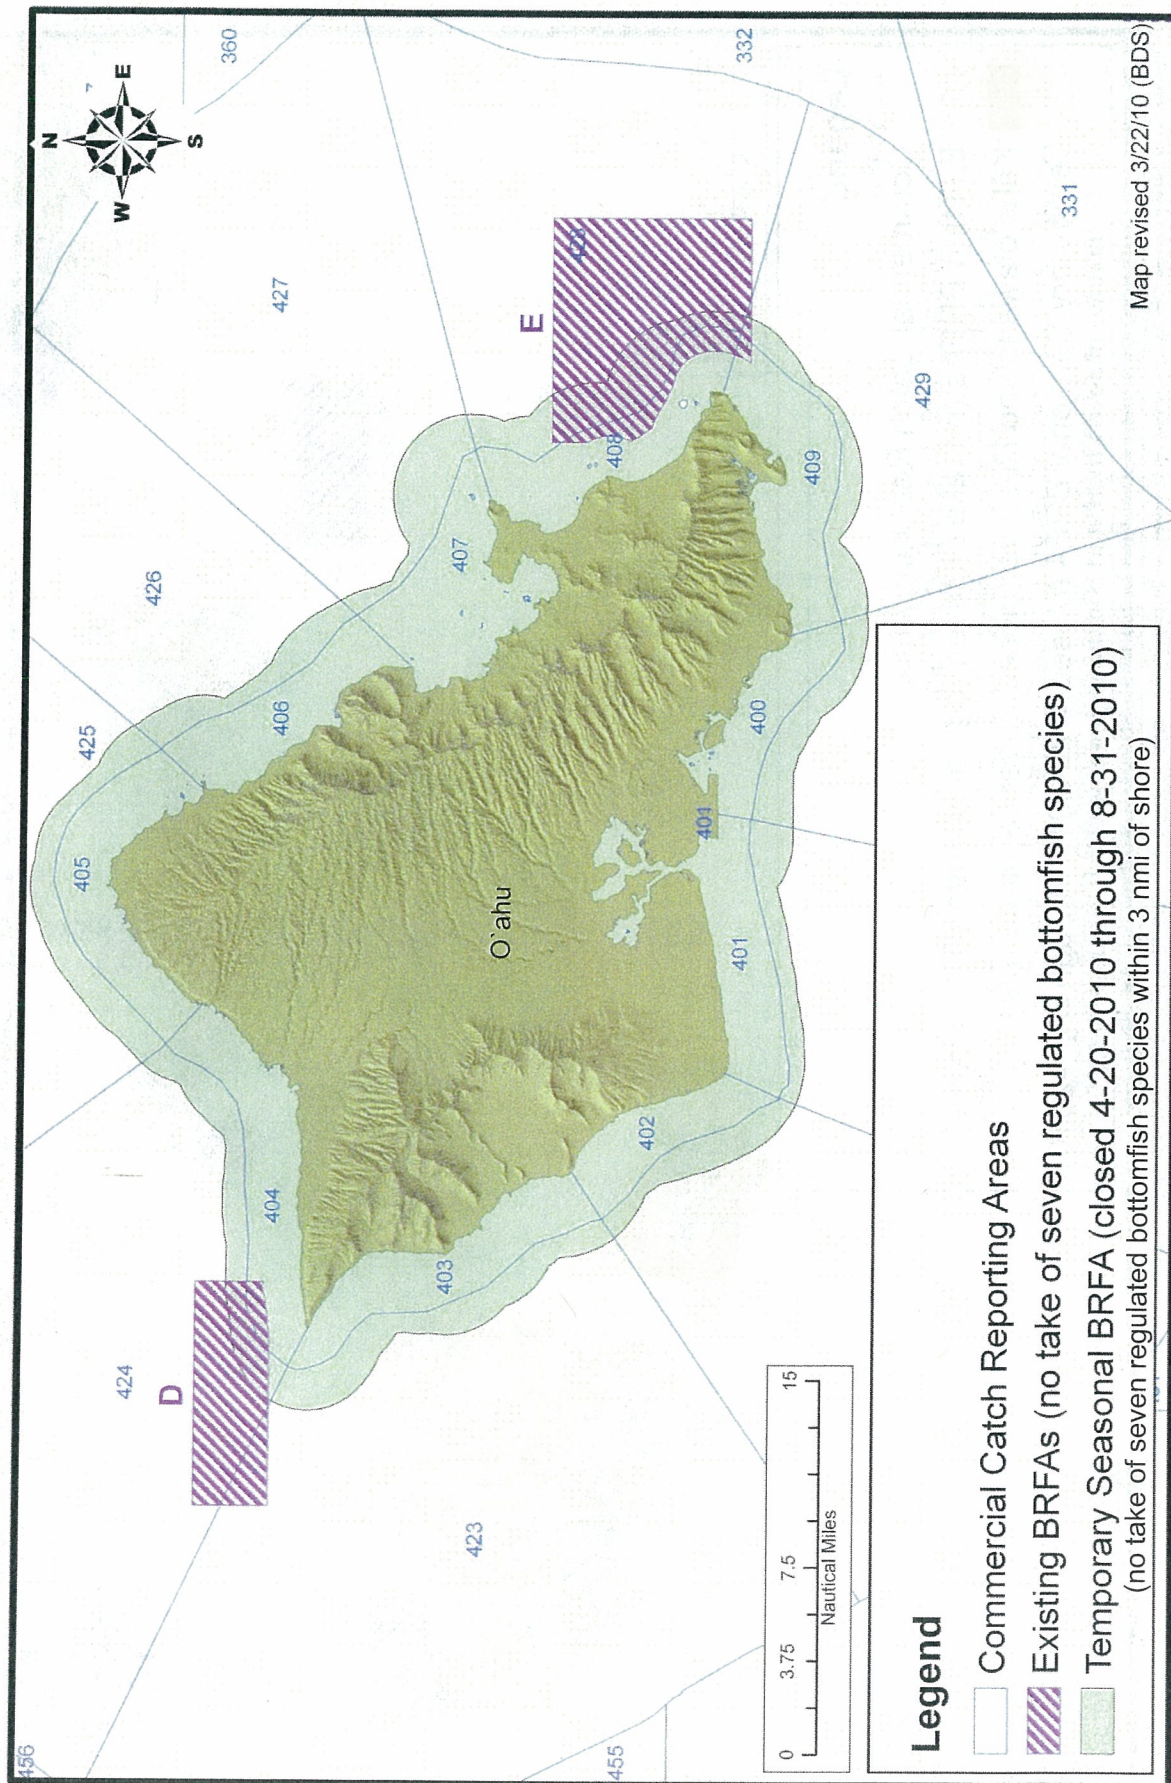 N
W
E
S
456
360
427
426
425
405
424
D
404
406
407
E
428
408
332
423
403
O`ahu
402
401
401
400
409
429
331
455
0 3.75 7.5 15
Nautical Miles
Legend
Commercial Catch Reporting Areas
Existing BRFAs (no take of seven regulated bottomfish species)
Temporary Seasonal BRFA (closed 4-20-2010 through 8-31-2010)
(no take of seven regulated bottomfish species within 3 nmi of shore)
Map revised 3/22/10 (BDS)